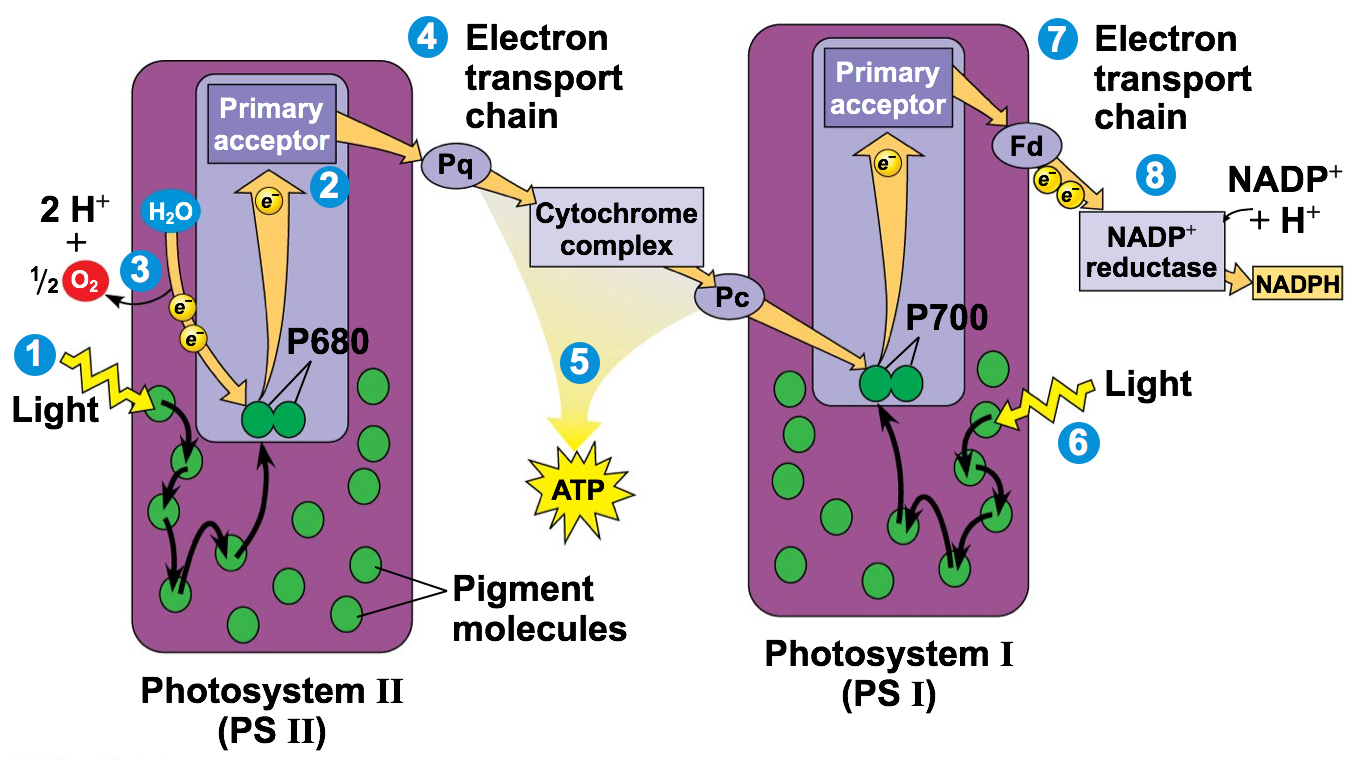 4
Electron
transport
chain
7
Electron
transport
chain
Primary
acceptor
Primary
acceptor
2
Pq
Fd
e⁻
e⁻
e⁻
e⁻
8
NADP⁺
+ H⁺
2 H⁺
+
½ O₂
H₂O
3
Cytochrome
complex
NADP⁺
reductase
NADPH
Pc
e⁻
e⁻
P680
P700
1
Light
5
Light
6
ATP
Pigment
molecules
Photosystem II
(PS II)
Photosystem I
(PS I)